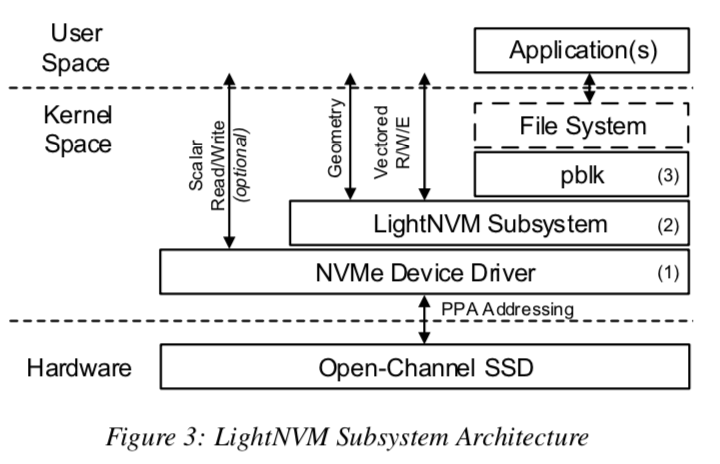 User
Space
Application(s)
Kernel
Space
File System
Scalar
Read/Write
(optional)
Geometry
Vectored
R/W/E
pblk (3)
LightNVM Subsystem (2)
NVMe Device Driver (1)
PPA Addressing
Hardware
Open-Channel SSD
Figure 3: LightNVM Subsystem Architecture